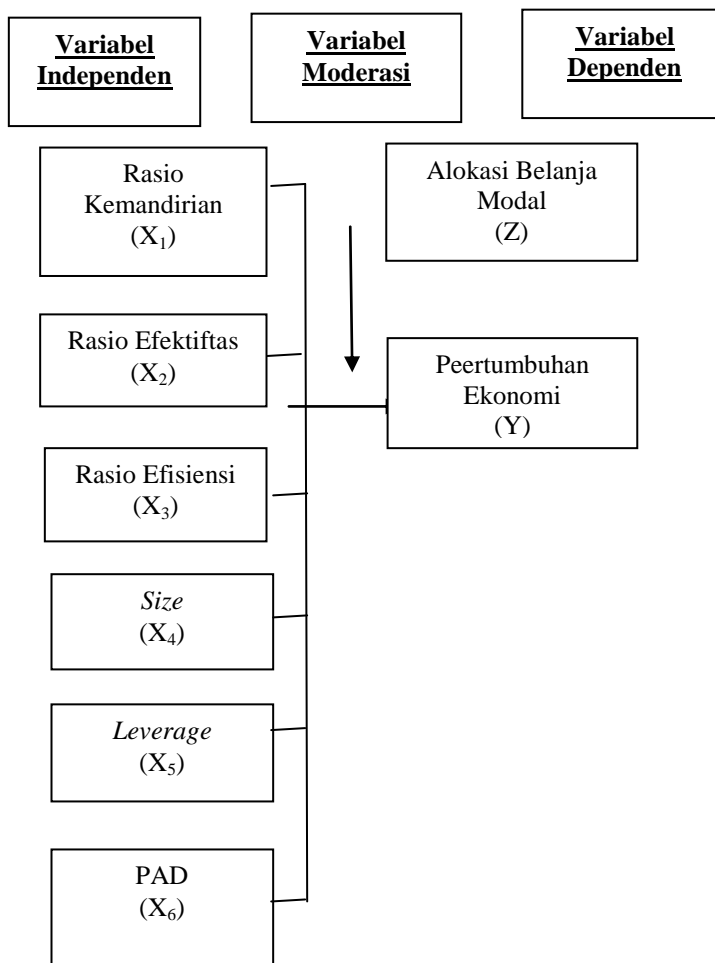 Variabel
Independen
Variabel
Moderasi
Variabel
Dependen
Rasio
Kemandirian
(X₁)
Alokasi Belanja
Modal
(Z)
Rasio Efektiftas
(X₂)
Peertumbuhan
Ekonomi
(Y)
Rasio Efisiensi
(X₃)
Size
(X₄)
Leverage
(X₅)
PAD
(X₆)